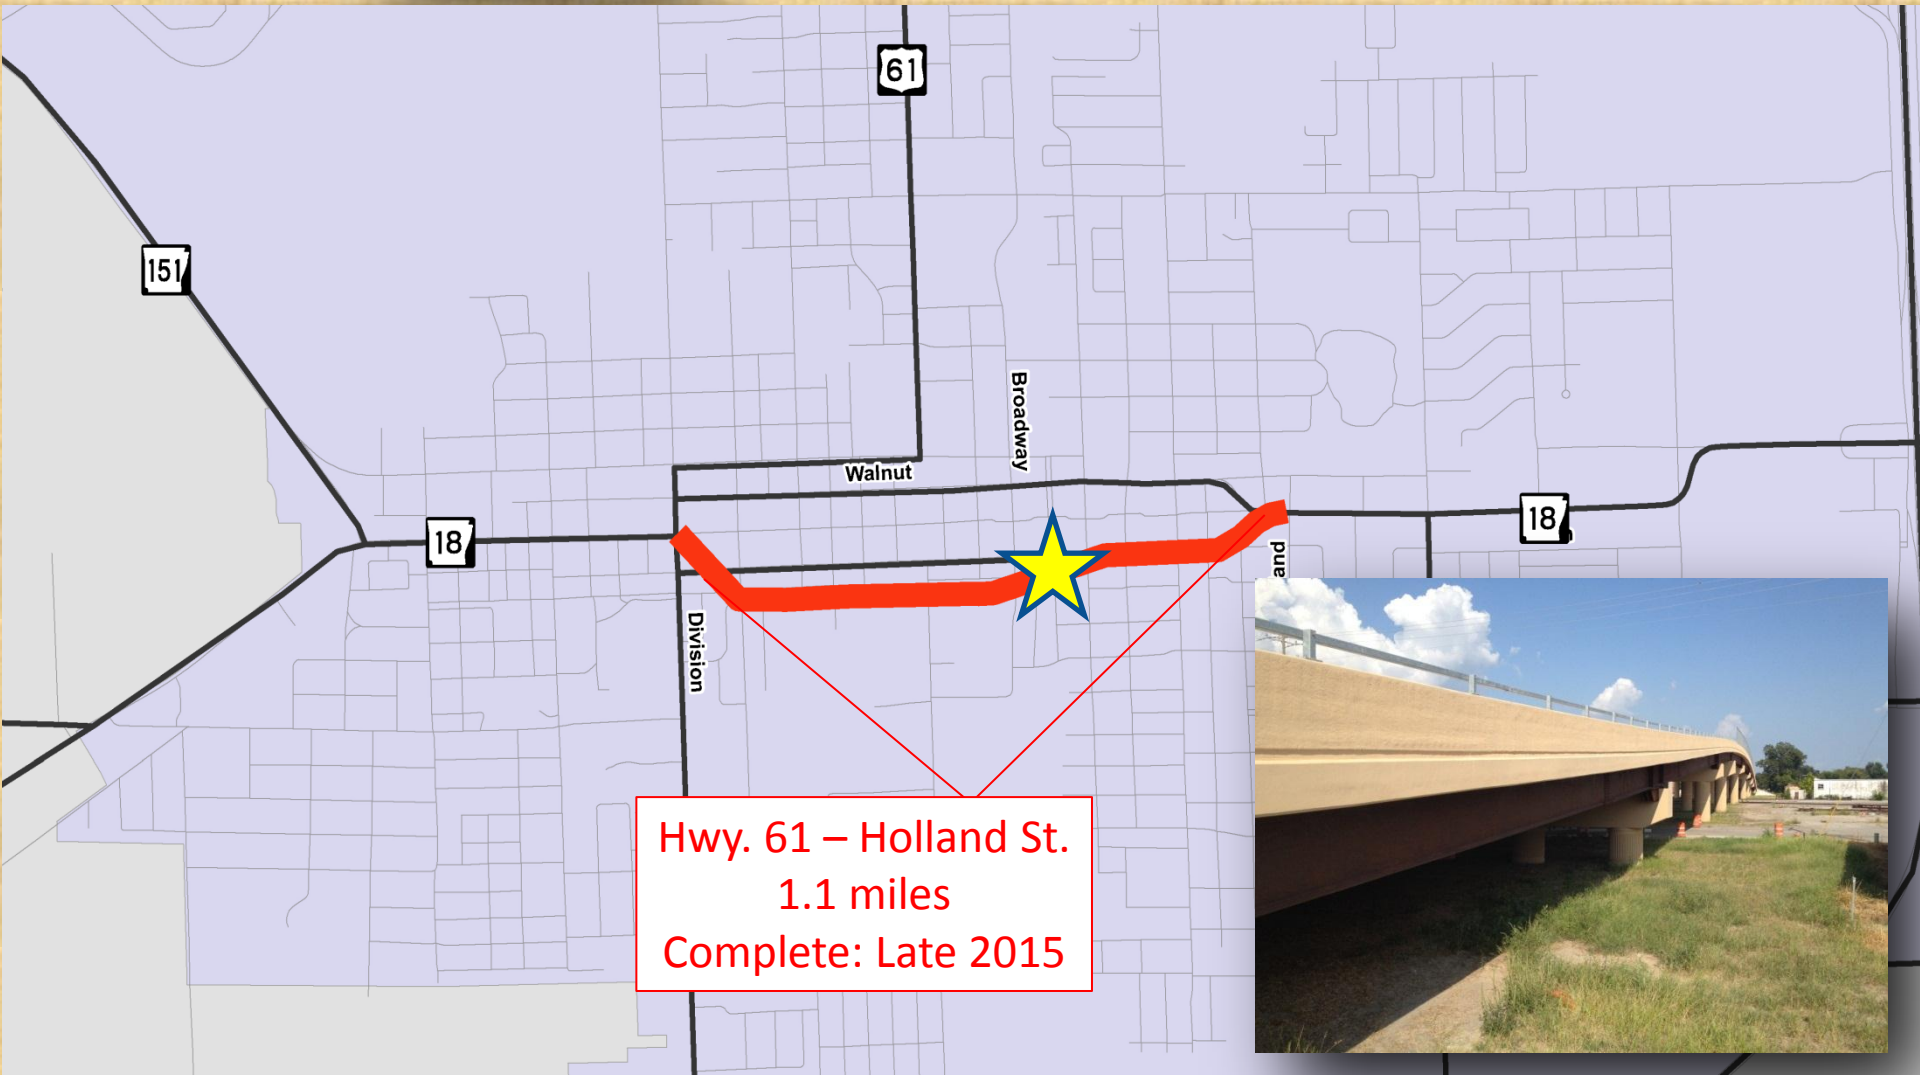 61
151
Broadway
Walnut
18
18
Division
Hwy. 61 – Holland St.
1.1 miles
Complete: Late 2015